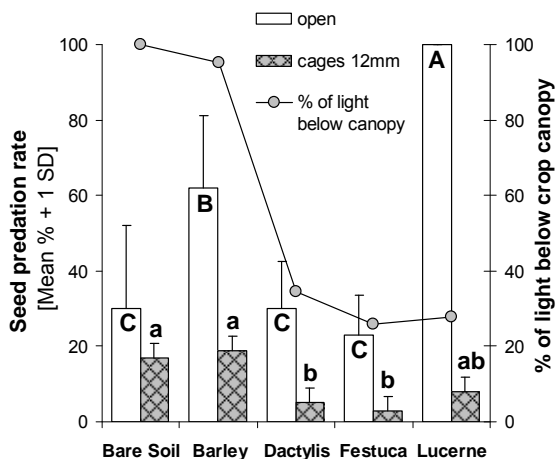 open
cages 12mm
% of light
below canopy
Seed predation rate
[Mean % + 1 SD]
100
80
60
40
20
0
C
a
B
a
C
b
C
b
A
ab
100
80
60
40
20
0
% of light below crop canopy
Bare Soil Barley Dactylis Festuca Lucerne